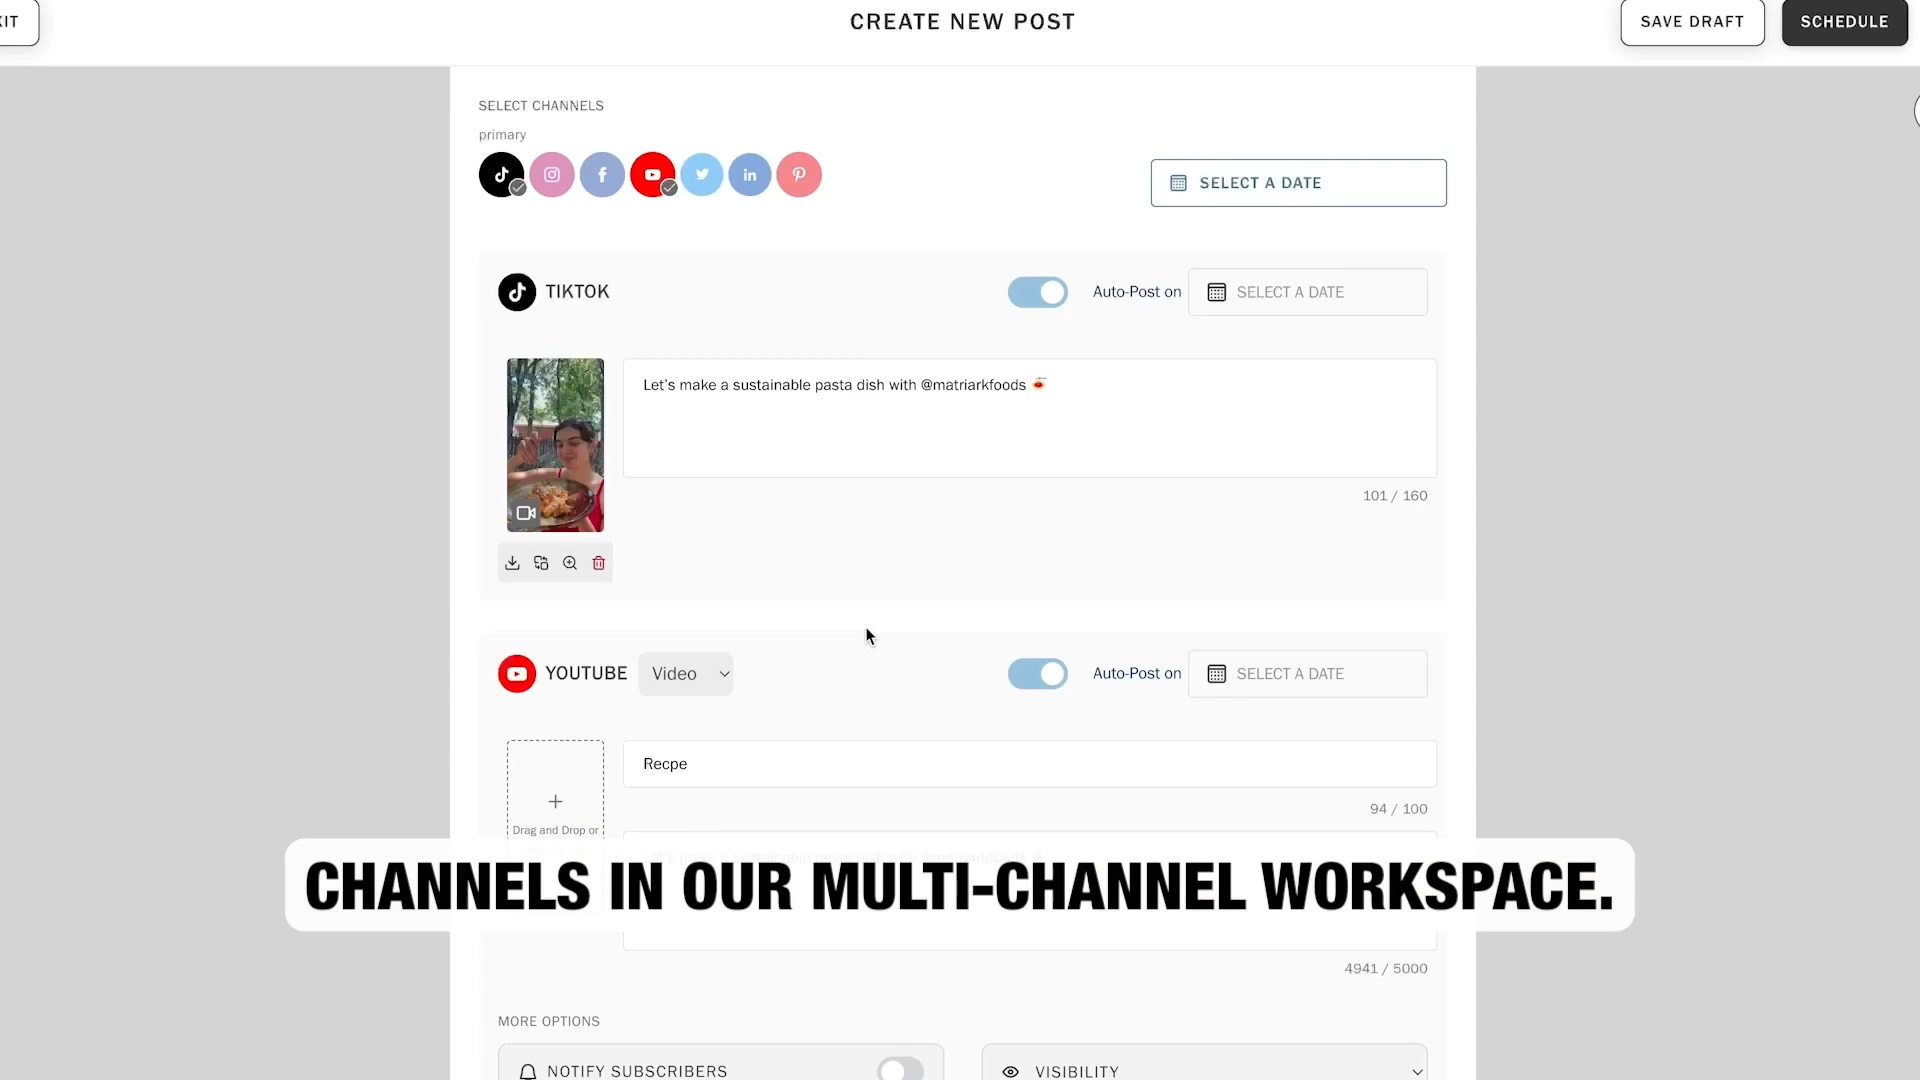 XIT
CREATE NEW POST
SAVE DRAFT
SCHEDULE
SELECT CHANNELS
primary
SELECT A DATE
TIKTOK
Auto-Post on
SELECT A DATE
Let's make a sustainable pasta dish with @matriarkfoods 🍝
101 / 160
YOUTUBE
Video
Auto-Post on
SELECT A DATE
Recpe
94 / 100
Drag and Drop or
CHANNELS IN OUR MULTI-CHANNEL WORKSPACE.
4941 / 5000
MORE OPTIONS
NOTIFY SUBSCRIBERS
VISIBILITY